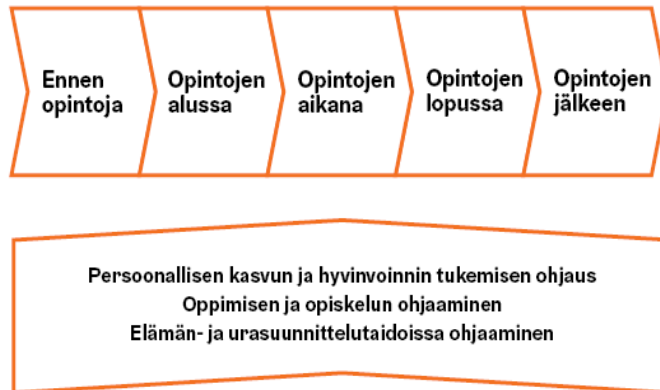 Ennen
opintoja
Opintojen
alussa
Opintojen
aikana
Opintojen
lopussa
Opintojen
jälkeen
Persoonallisen kasvun ja hyvinvoinnin tukemisen ohjaus
Oppimisen ja opiskelun ohjaaminen
Elämän- ja urasuunnittelutaidoissa ohjaaminen